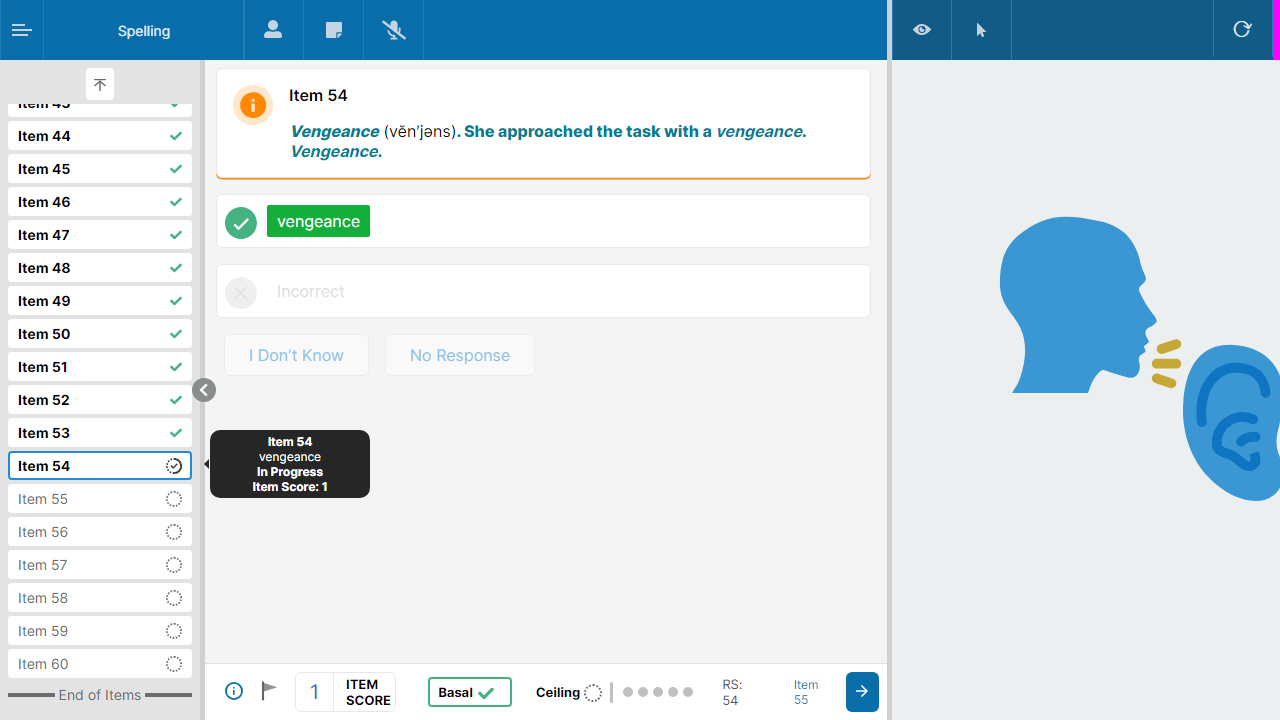 Spelling
Item 43
Item 44
Item 45
Item 46
Item 47
Item 48
Item 49
Item 50
Item 51
Item 52
Item 53
Item 54
Item 55
Item 56
Item 57
Item 58
Item 59
Item 60
End of Items
Item 54
Vengeance (vĕn′jəns). She approached the task with a vengeance.
Vengeance.
vengeance
Incorrect
I Don’t Know
No Response
Item 54
vengeance
In Progress
Item Score: 1
1
ITEM
SCORE
Basal
Ceiling
RS:
54
Item
55